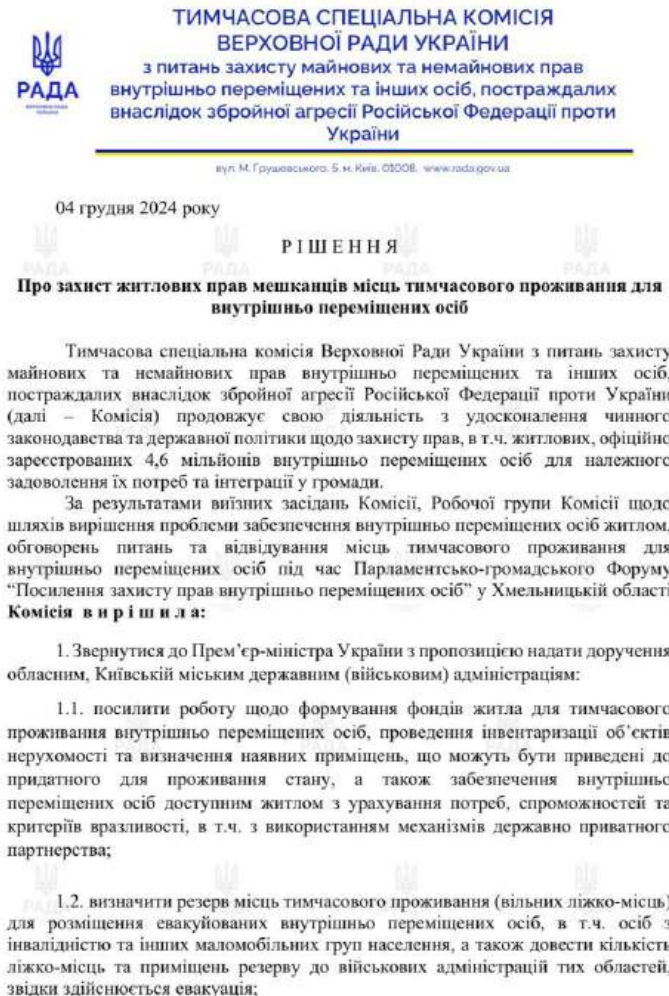 ТИМЧАСОВА СПЕЦІАЛЬНА КОМІСІЯ
ВЕРХОВНОЇ РАДИ УКРАЇНИ
з питань захисту майнових та немайнових прав
внутрішньо переміщених та інших осіб, постраждалих
внаслідок збройної агресії Російської Федерації проти
України
РАДА
вул. М. Грушевського, 5, м. Київ, 01008, www.rada.gov.ua
04 грудня 2024 року
Р І Ш Е Н Н Я
Про захист житлових прав мешканців місць тимчасового проживання для
внутрішньо переміщених осіб
Тимчасова спеціальна комісія Верховної Ради України з питань захисту
майнових та немайнових прав внутрішньо переміщених та інших осіб,
постраждалих внаслідок збройної агресії Російської Федерації проти України
(далі – Комісія) продовжує свою діяльність з удосконалення чинного
законодавства та державної політики щодо захисту прав, в т.ч. житлових, офіційно
зареєстрованих 4,6 мільйонів внутрішньо переміщених осіб для належного
задоволення їх потреб та інтеграції у громади.
За результатами виїзних засідань Комісії, Робочої групи Комісії щодо
шляхів вирішення проблеми забезпечення внутрішньо переміщених осіб житлом,
обговорень питань та відвідування місць тимчасового проживання для
внутрішньо переміщених осіб під час Парламентсько-громадського Форуму
“Посилення захисту прав внутрішньо переміщених осіб” у Хмельницькій області
Комісія в и р і ш и л а:
1. Звернутися до Прем’єр-міністра України з пропозицією надати доручення
обласним, Київській міським державним (військовим) адміністраціям:
1.1. посилити роботу щодо формування фондів житла для тимчасового
проживання внутрішньо переміщених осіб, проведення інвентаризації об’єктів
нерухомості та визначення наявних приміщень, що можуть бути приведені до
придатного для проживання стану, а також забезпечення внутрішньо
переміщених осіб доступним житлом з урахування потреб, спроможностей та
критеріїв вразливості, в т.ч. з використанням механізмів державно приватного
партнерства;
1.2. визначити резерв місць тимчасового проживання (вільних ліжко-місць)
для розміщення евакуйованих внутрішньо переміщених осіб, в т.ч. осіб з
інвалідністю та інших маломобільних груп населення, а також довести кількість
ліжко-місць та приміщень резерву до військових адміністрацій тих областей,
звідки здійснюється евакуація;